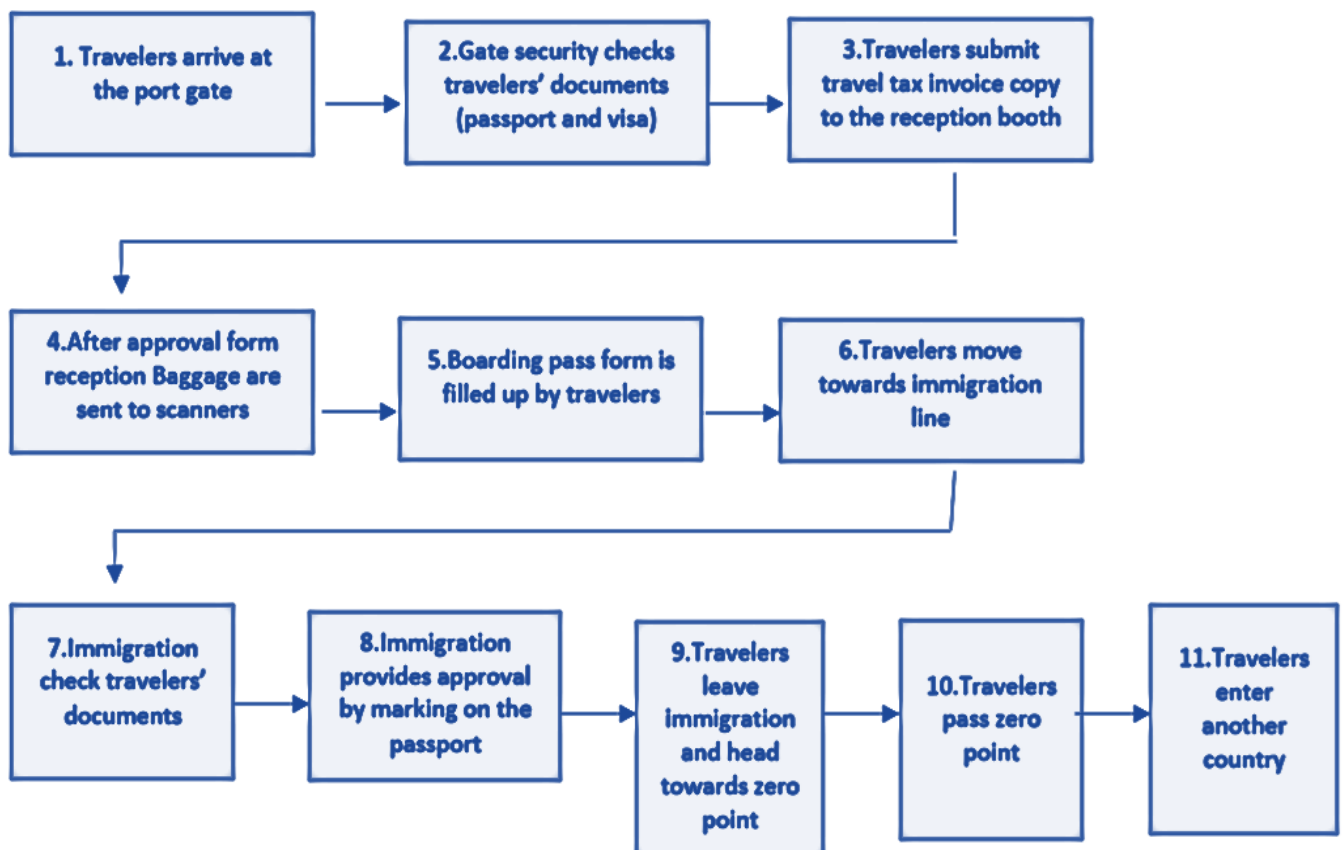 1. Travelers arrive at
the port gate
2.Gate security checks
travelers’ documents
(passport and visa)
3.Travelers submit
travel tax invoice copy
to the reception booth
4.After approval form
reception Baggage are
sent to scanners
5.Boarding pass form is
filled up by travelers
6.Travelers move
towards immigration
line
7.Immigration
check travelers’
documents
8.Immigration
provides approval
by marking on the
passport
9.Travelers
leave
immigration
and head
towards zero
point
10.Travelers
pass zero
point
11.Travelers
enter
another
country